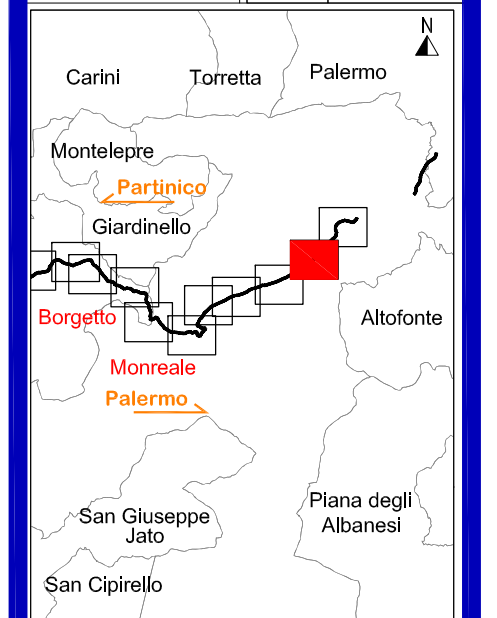 N
Carini
Torretta
Palermo
Montelepre
Partinico
Giardinello
Borgetto
Altofonte
Monreale
Palermo
San Giuseppe
Jato
Piana degli
Albanesi
San Cipirello